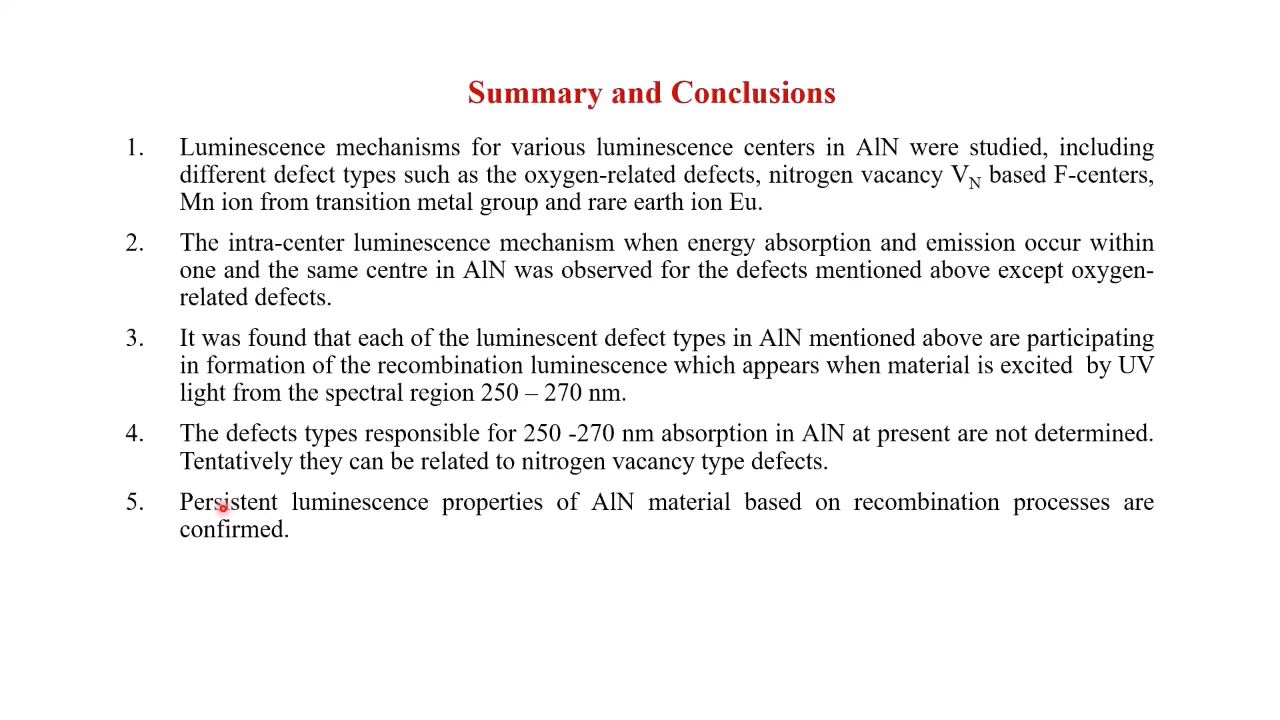 Summary and Conclusions
1. Luminescence mechanisms for various luminescence centers in AlN were studied, including
different defect types such as the oxygen-related defects, nitrogen vacancy VN based F-centers,
Mn ion from transition metal group and rare earth ion Eu.
2. The intra-center luminescence mechanism when energy absorption and emission occur within
one and the same centre in AlN was observed for the defects mentioned above except oxygen-
related defects.
3. It was found that each of the luminescent defect types in AlN mentioned above are participating
in formation of the recombination luminescence which appears when material is excited by UV
light from the spectral region 250 – 270 nm.
4. The defects types responsible for 250 -270 nm absorption in AlN at present are not determined.
Tentatively they can be related to nitrogen vacancy type defects.
5. Persistent luminescence properties of AlN material based on recombination processes are
confirmed.